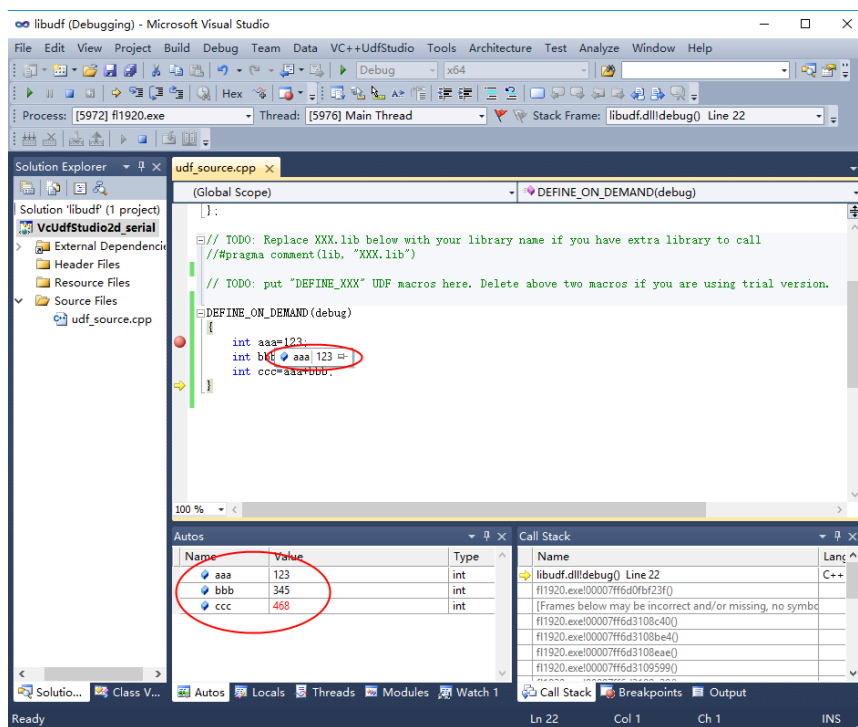 libudf (Debugging) - Microsoft Visual Studio
File Edit View Project Build Debug Team Data VC++UdfStudio Tools Architecture Test Analyze Window Help
Debug x64
Hex
Process: [5972] fl1920.exe Thread: [5976] Main Thread Stack Frame: libudf.dll!debug() Line 22
Solution Explorer
udf_source.cpp
(Global Scope) DEFINE_ON_DEMAND(debug)
Solution 'libudf' (1 project)
VcUdfStudio2d_serial
External Dependencie
Header Files
Resource Files
Source Files
udf_source.cpp
};
// TODO: Replace XXX.lib below with your library name if you have extra library to call
//#pragma comment(lib, "XXX.lib")
// TODO: put "DEFINE_XXX" UDF macros here. Delete above two macros if you are using trial version.
DEFINE_ON_DEMAND(debug)
{
int aaa=123;
int bbb aaa 123
int ccc=aaa+bbb;
}
100 %
Autos
Name Value Type
aaa 123 int
bbb 345 int
ccc 468 int
Call Stack
Name Lang
libudf.dll!debug() Line 22 C++
fl1920.exe!00007ff6d0fbf23f()
[Frames below may be incorrect and/or missing, no symbo
fl1920.exe!00007ff6d3108c40()
fl1920.exe!00007ff6d3108be4()
fl1920.exe!00007ff6d3108eae()
fl1920.exe!00007ff6d3109599()
Solutio... Class V... Autos Locals Threads Modules Watch 1 Call Stack Breakpoints Output
Ready Ln 22 Col 1 Ch 1 INS